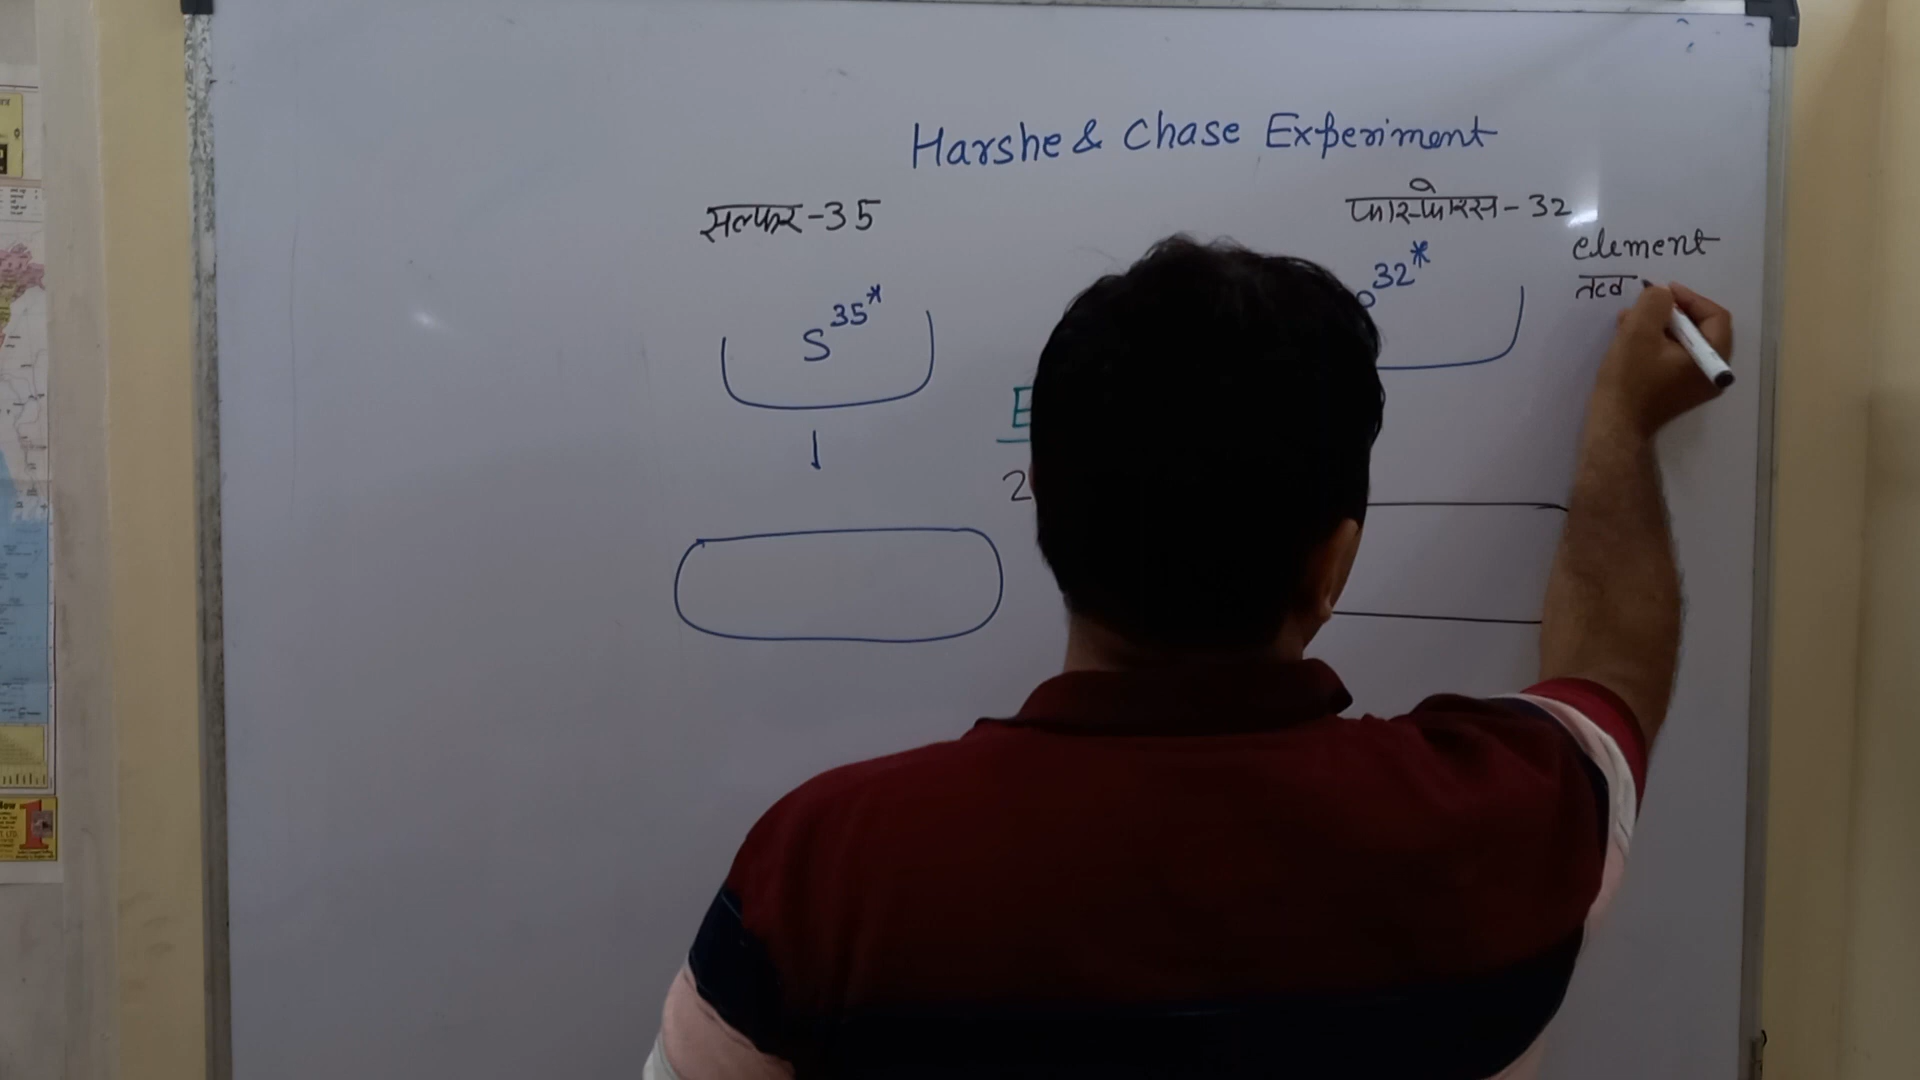 Harshe & Chase Experiment
सल्फर-35
फास्फोरस-32
element
तत्व
S35*
32*
2